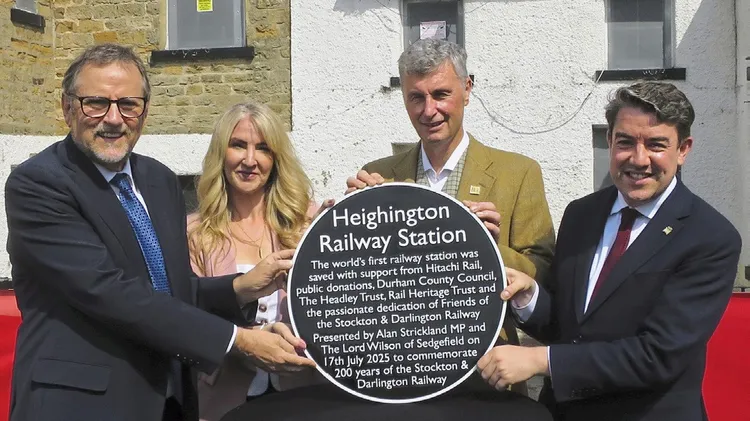 Heighington
Railway Station
The world's first railway station was
saved with support from Hitachi Rail,
public donations, Durham County Council,
The Headley Trust, Rail Heritage Trust and
the passionate dedication of Friends of
the Stockton & Darlington Railway
Presented by Alan Strickland MP and
The Lord Wilson of Sedgefield on
17th July 2025 to commemorate
200 years of the Stockton &
Darlington Railway